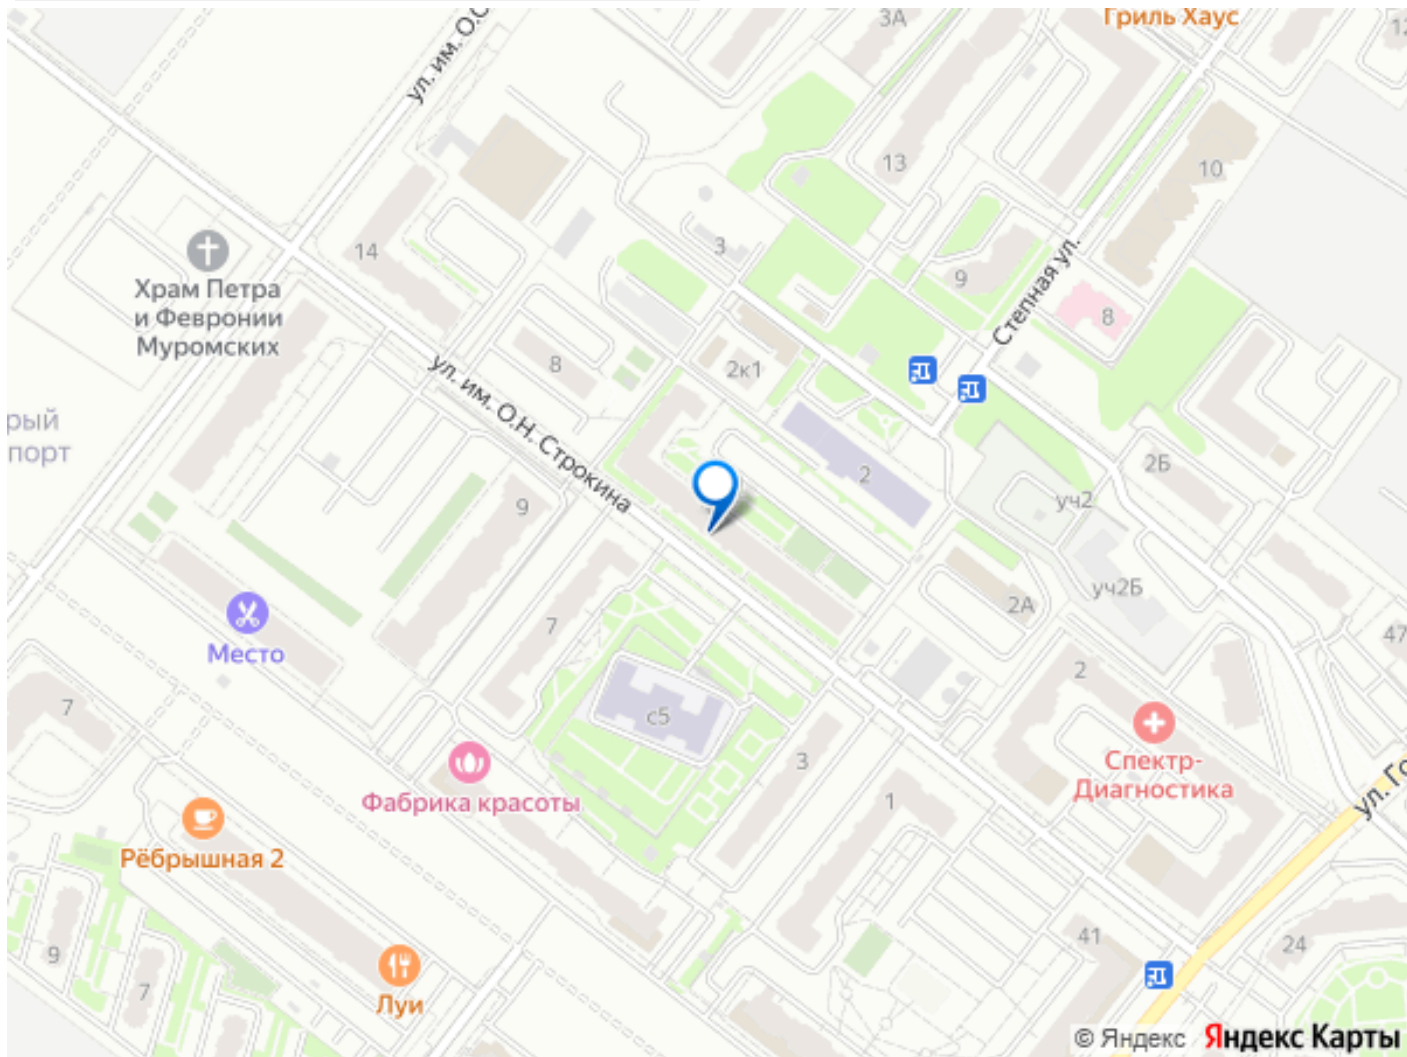 Гриль Хаус
3А
12
ул. им. О.С
13
10
14
3
9
Степная ул.
8
Храм Петра
и Февронии
Муромских
8
2к1
ул. им. О.Н. Строкина
рый
порт
2
2Б
уч2
9
уч2Б
2А
7
47
Место
2
7
с5
Спектр-
Диагностика
3
1
ул. Го
Фабрика красоты
Рёбрышная 2
41
24
9
7
Луи
© Яндекс Яндекс Карты